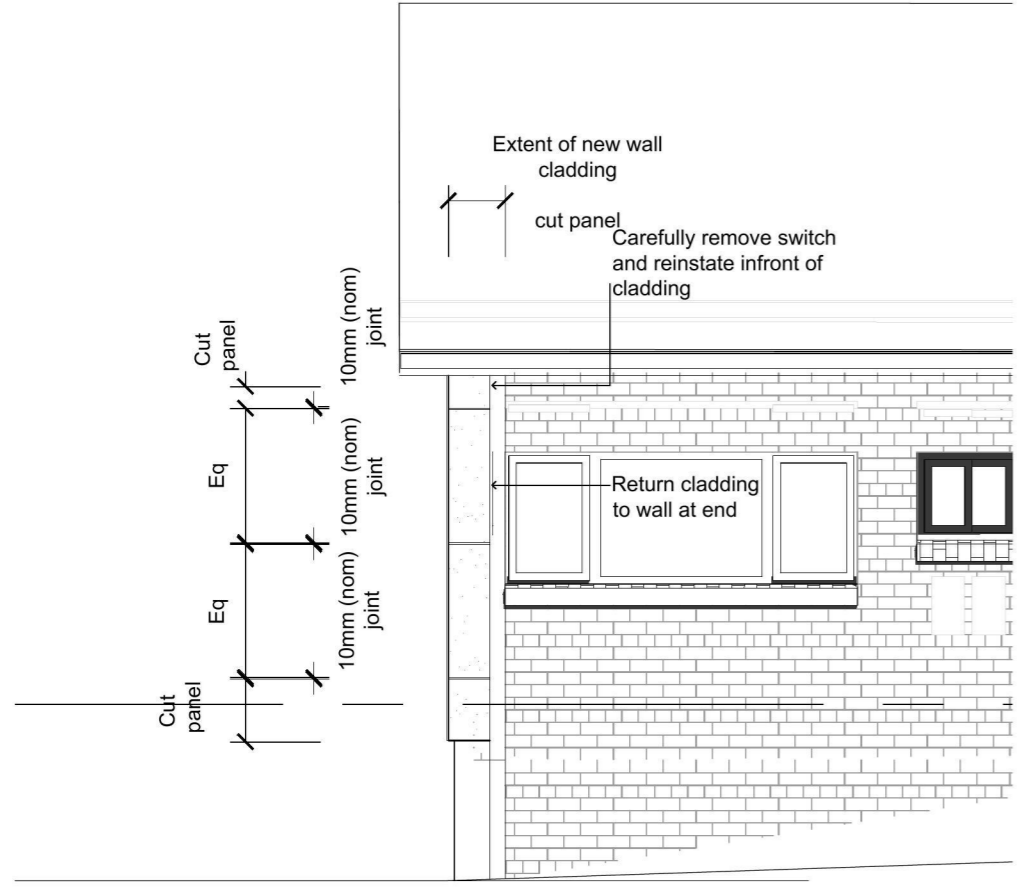 Extent of new wall
cladding
cut panel
Carefully remove switch
and reinstate infront of
cladding
Cut
panel
10mm (nom)
joint
Eq
10mm (nom)
joint
Return cladding
to wall at end
Eq
10mm (nom)
joint
Cut
panel